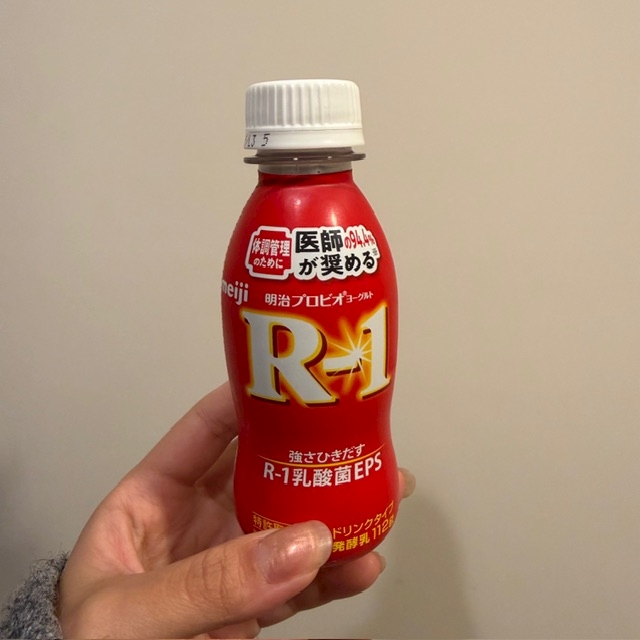 135
体調管理
のために
医師の94.4%
が奨める※
meiji
明治プロビオ®ヨーグルト
R-1
強さひきだす
R-1乳酸菌EPS
ドリンクタイプ
発酵乳 112g